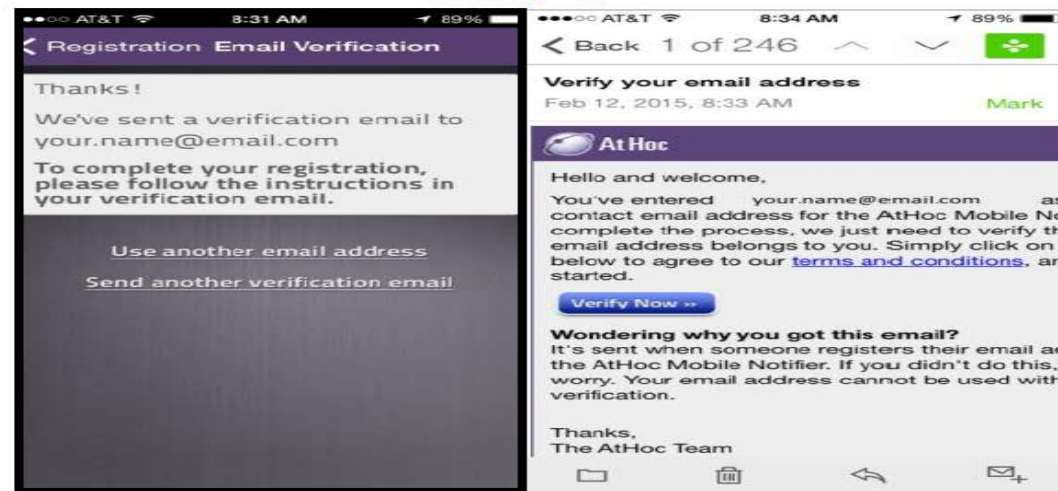 AT&T 8:31 AM 89%
Registration Email Verification
Thanks!
We've sent a verification email to
your.name@email.com
To complete your registration,
please follow the instructions in
your verification email.
Use another email address
Send another verification email
AT&T 8:34 AM 89%
Back 1 of 246
Verify your email address
Feb 12, 2015, 8:33 AM Mark
AtHoc
Hello and welcome,
You've entered your.name@email.com as
contact email address for the AtHoc Mobile No
complete the process, we just need to verify th
email address belongs to you. Simply click on
below to agree to our terms and conditions, an
started.
Verify Now »
Wondering why you got this email?
It's sent when someone registers their email ad
the AtHoc Mobile Notifier. If you didn't do this,
worry. Your email address cannot be used with
verification.
Thanks,
The AtHoc Team